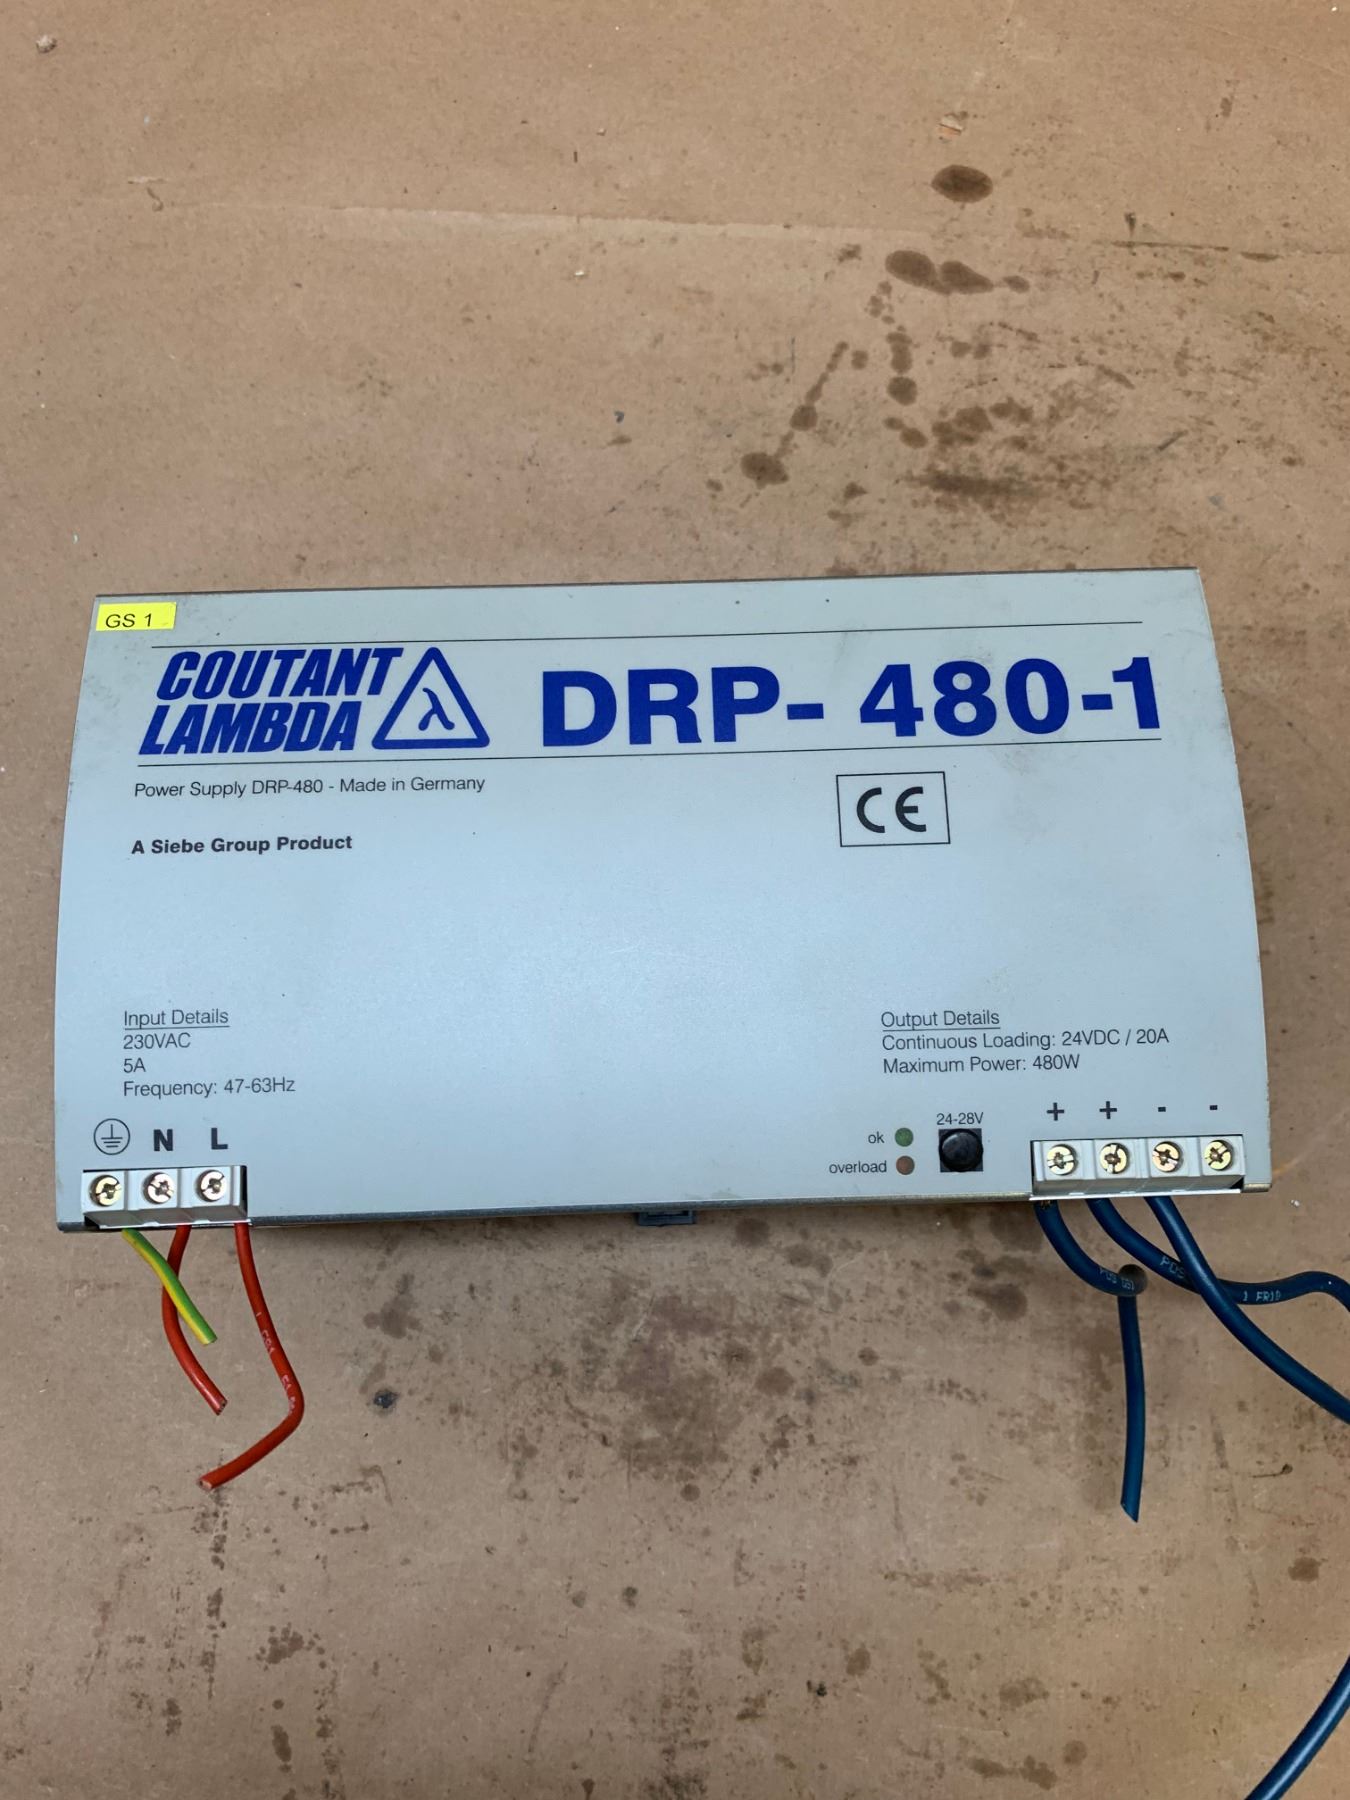 GS 1
COUTANT
LAMBDA
λ
DRP- 480-1
Power Supply DRP-480 - Made in Germany
CE
A Siebe Group Product
Input Details
230VAC
5A
Frequency: 47-63Hz
N L
Output Details
Continuous Loading: 24VDC / 20A
Maximum Power: 480W
ok
overload
24-28V
+ + - -